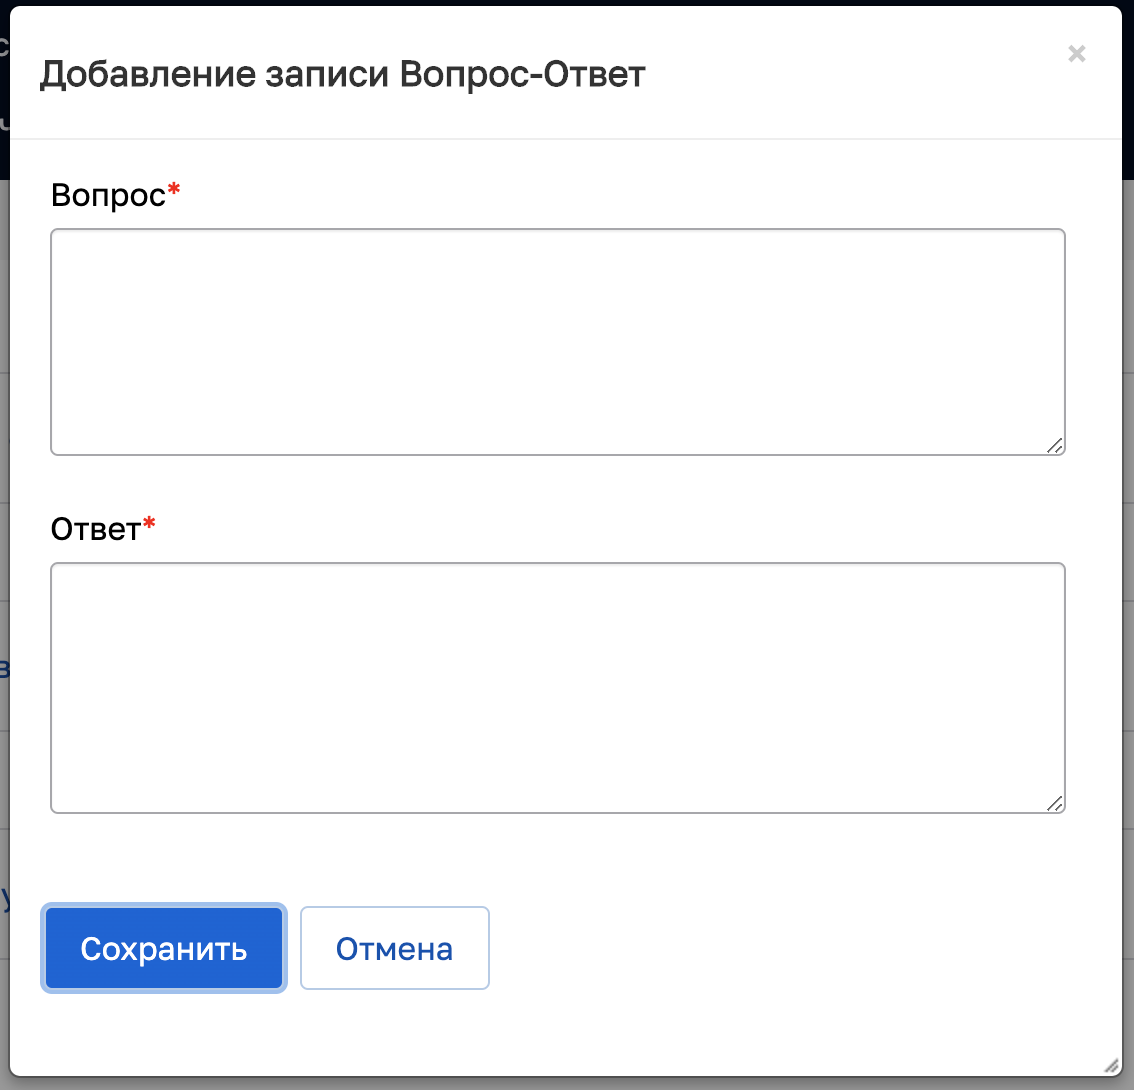 Добавление записи Вопрос-Ответ
×
Вопрос*
Ответ*
Сохранить
Отмена